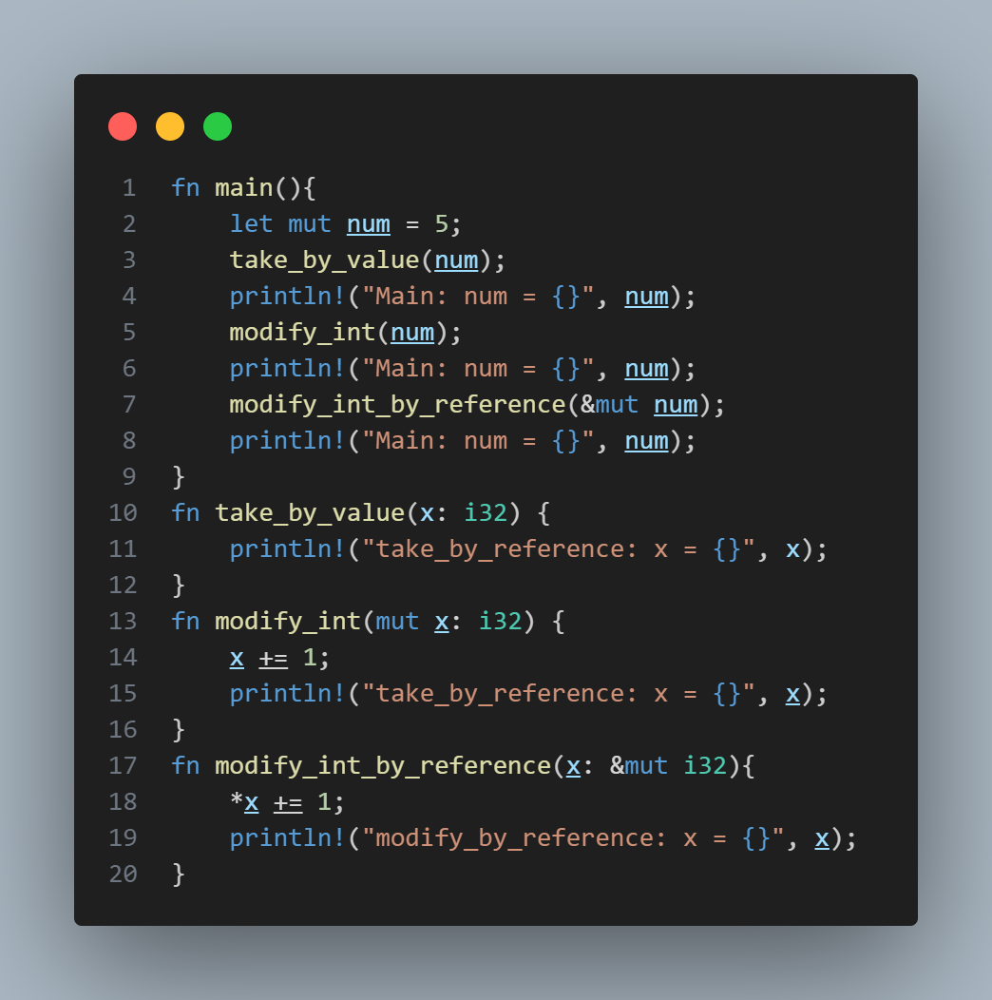 1 fn main(){
2     let mut num = 5;
3     take_by_value(num);
4     println!("Main: num = {}", num);
5     modify_int(num);
6     println!("Main: num = {}", num);
7     modify_int_by_reference(&mut num);
8     println!("Main: num = {}", num);
9 }
10 fn take_by_value(x: i32) {
11     println!("take_by_reference: x = {}", x);
12 }
13 fn modify_int(mut x: i32) {
14     x += 1;
15     println!("take_by_reference: x = {}", x);
16 }
17 fn modify_int_by_reference(x: &mut i32){
18     *x += 1;
19     println!("modify_by_reference: x = {}", x);
20 }